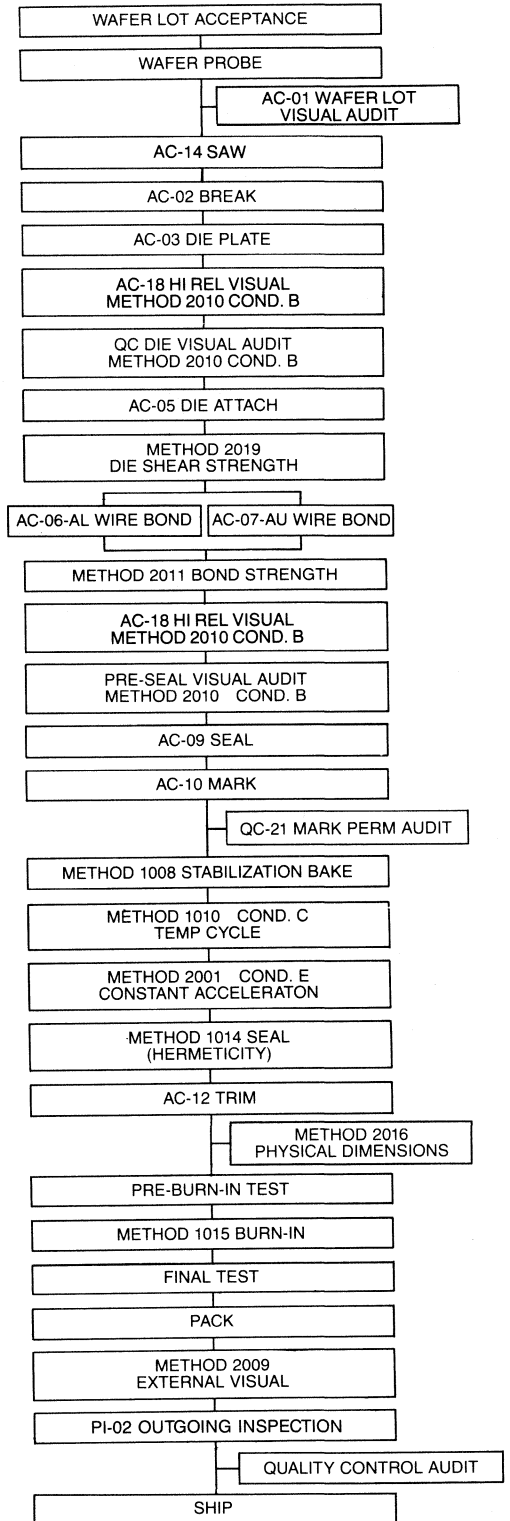 WAFER LOT ACCEPTANCE
WAFER PROBE
AC-01 WAFER LOT
VISUAL AUDIT
AC-14 SAW
AC-02 BREAK
AC-03 DIE PLATE
AC-18 HI REL VISUAL
METHOD 2010 COND. B
QC DIE VISUAL AUDIT
METHOD 2010 COND. B
AC-05 DIE ATTACH
METHOD 2019
DIE SHEAR STRENGTH
AC-06-AL WIRE BOND
AC-07-AU WIRE BOND
METHOD 2011 BOND STRENGTH
AC-18 HI REL VISUAL
METHOD 2010 COND. B
PRE-SEAL VISUAL AUDIT
METHOD 2010 COND. B
AC-09 SEAL
AC-10 MARK
QC-21 MARK PERM AUDIT
METHOD 1008 STABILIZATION BAKE
METHOD 1010 COND. C
TEMP CYCLE
METHOD 2001 COND. E
CONSTANT ACCELERATON
METHOD 1014 SEAL
(HERMETICITY)
AC-12 TRIM
METHOD 2016
PHYSICAL DIMENSIONS
PRE-BURN-IN TEST
METHOD 1015 BURN-IN
FINAL TEST
PACK
METHOD 2009
EXTERNAL VISUAL
PI-02 OUTGOING INSPECTION
QUALITY CONTROL AUDIT
SHIP